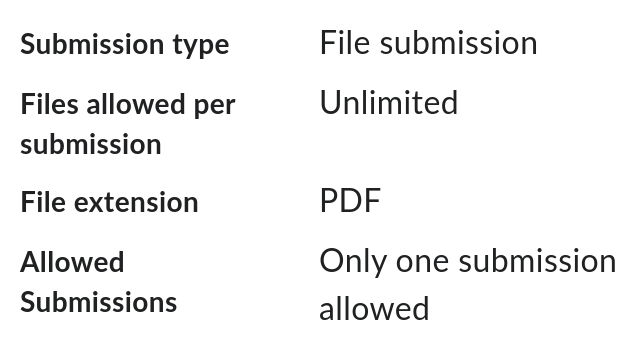 Submission type File submission
Files allowed per Unlimited
submission
File extension PDF
Allowed Only one submission
Submissions allowed